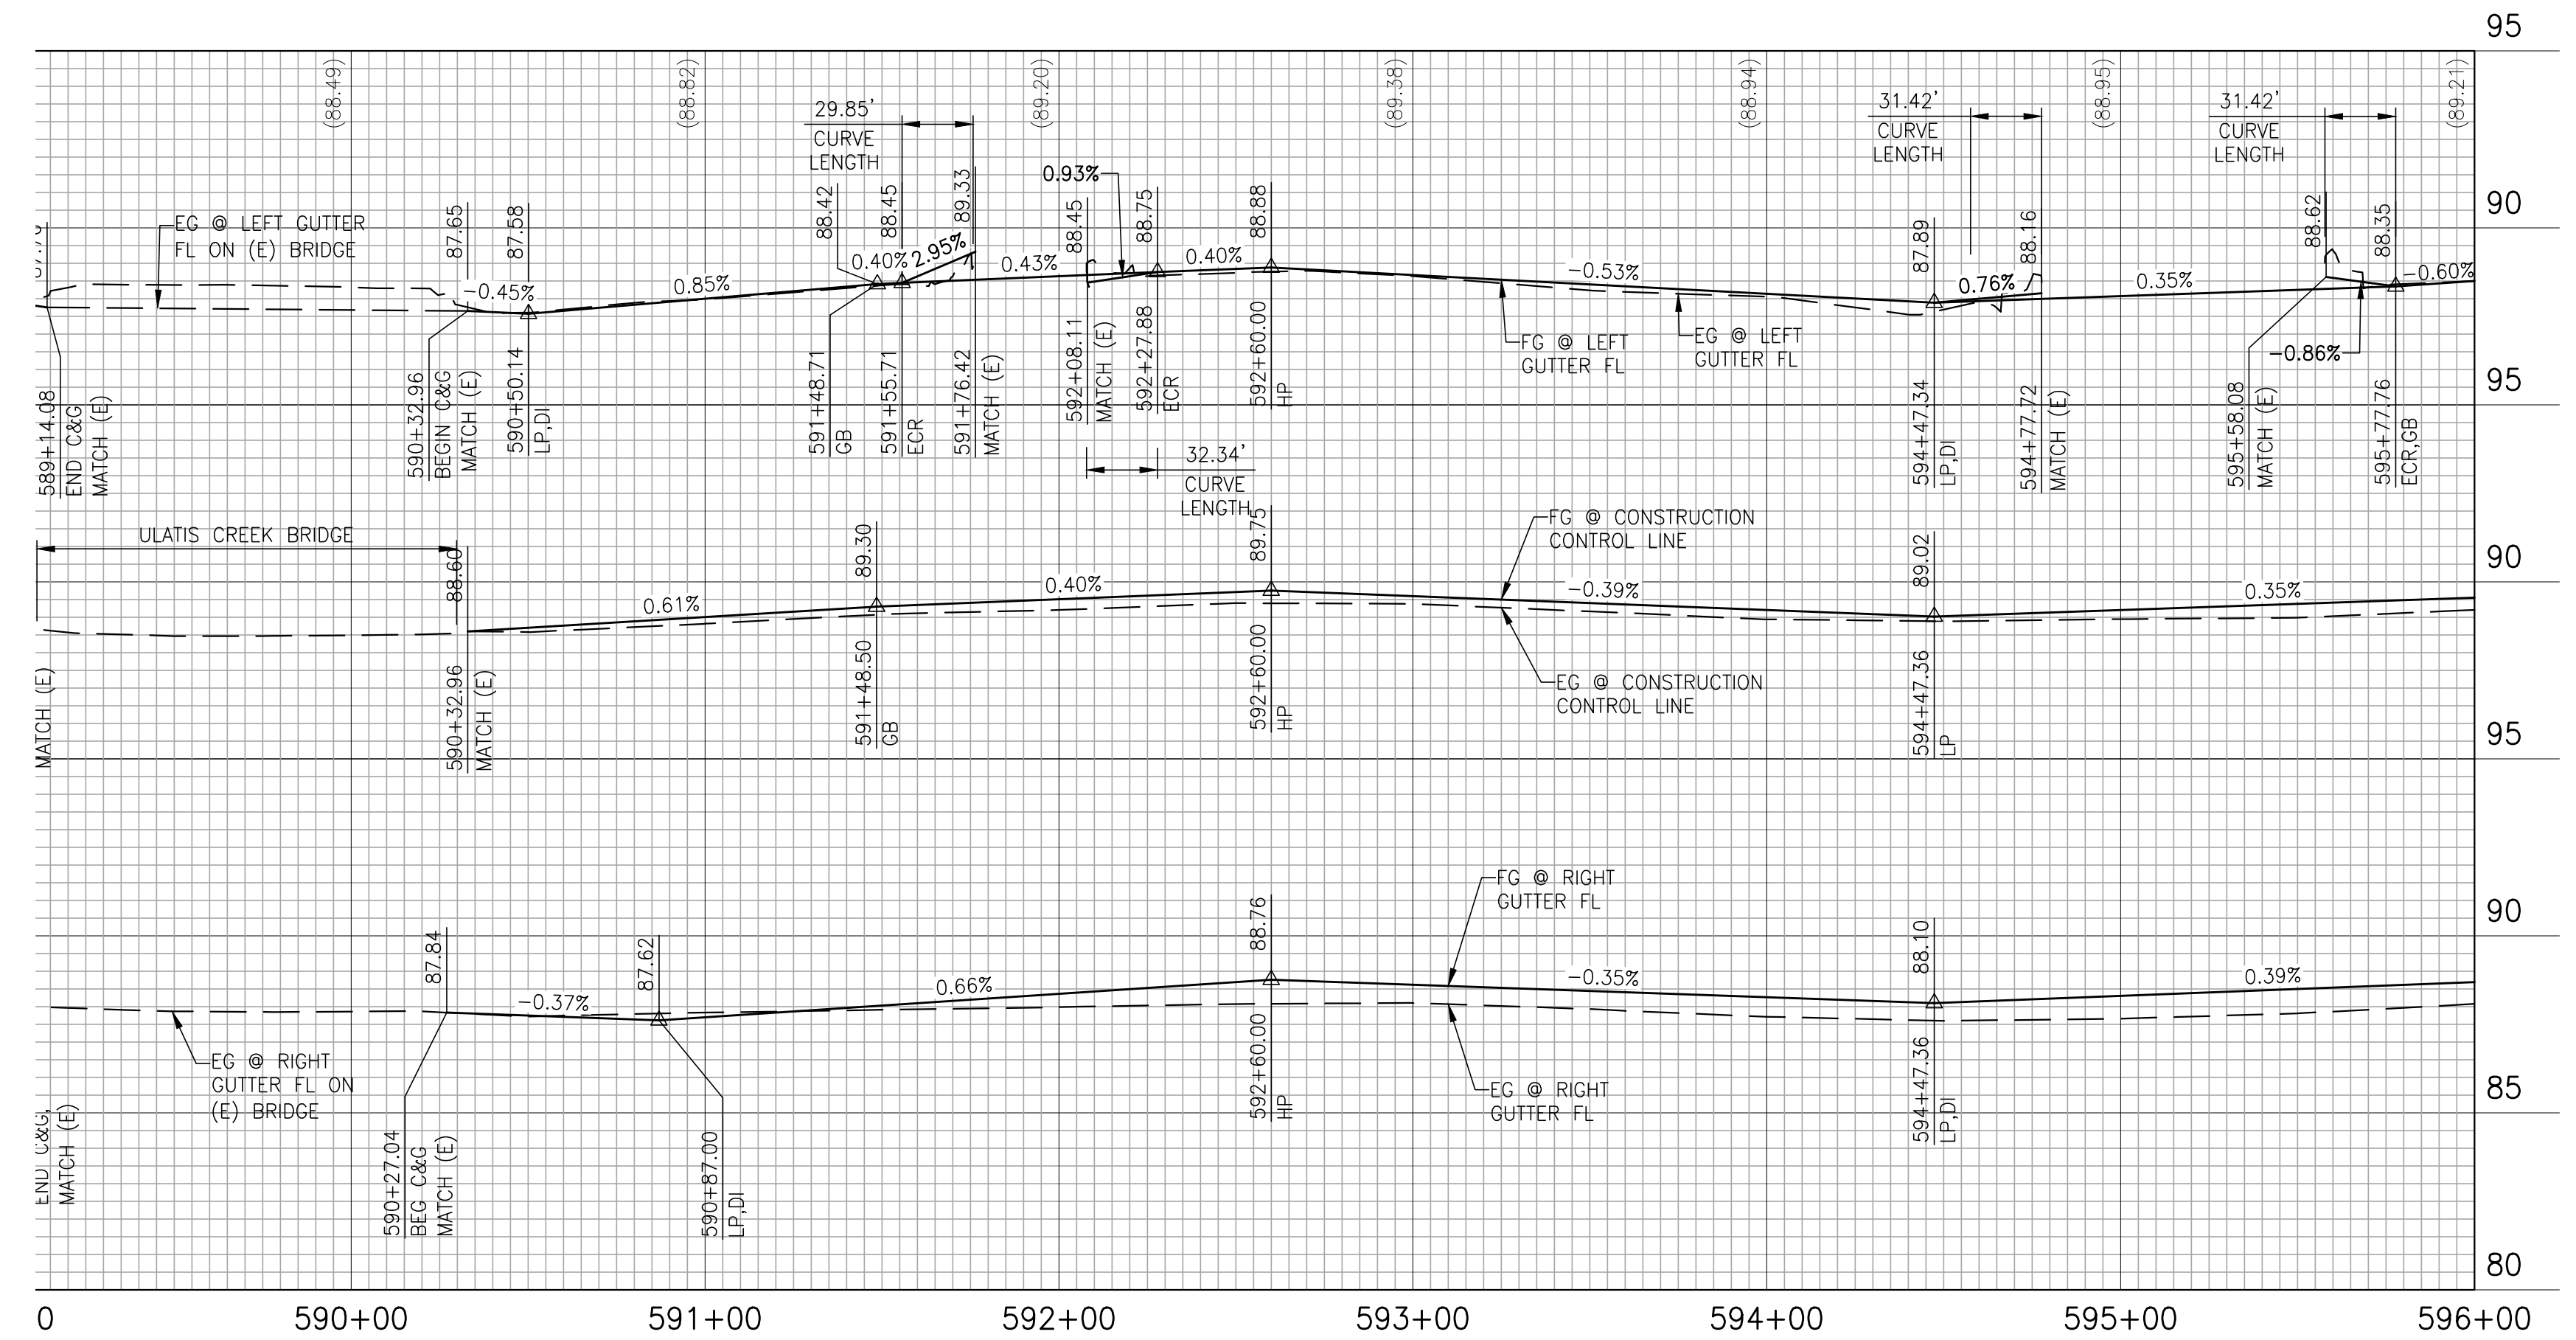 95
(88.49)
(88.82)
(89.20)
(89.38)
(88.94)
(88.95)
(89.21)
29.85'
CURVE
LENGTH
31.42'
CURVE
LENGTH
31.42'
CURVE
LENGTH
90
EG @ LEFT GUTTER
FL ON (E) BRIDGE
87.65
87.58
88.42
88.45
89.33
0.93%
88.45
88.75
88.88
87.89
88.16
88.62
88.35
-0.45%
0.85%
0.40%
2.95%
0.43%
0.40%
-0.53%
0.76%
0.35%
-0.60%
-0.86%
FG @ LEFT
GUTTER FL
EG @ LEFT
GUTTER FL
95
589+14.08
END C&G
MATCH (E)
590+32.96
BEGIN C&G
MATCH (E)
590+50.14
LP,DI
591+48.71
GB
591+55.71
ECR
591+76.42
MATCH (E)
592+08.11
MATCH (E)
592+27.88
ECR
592+60.00
HP
594+47.34
LP,DI
594+77.72
MATCH (E)
595+58.08
MATCH (E)
595+77.76
ECR,GB
32.34'
CURVE
LENGTH
ULATIS CREEK BRIDGE
88.60
89.30
89.75
89.02
FG @ CONSTRUCTION
CONTROL LINE
90
0.61%
0.40%
-0.39%
0.35%
EG @ CONSTRUCTION
CONTROL LINE
MATCH (E)
590+32.96
MATCH (E)
591+48.50
GB
592+60.00
HP
594+47.36
LP
95
FG @ RIGHT
GUTTER FL
90
87.84
87.62
88.76
88.10
-0.37%
0.66%
-0.35%
0.39%
EG @ RIGHT
GUTTER FL ON
(E) BRIDGE
EG @ RIGHT
GUTTER FL
85
END C&G,
MATCH (E)
590+27.04
BEG C&G
MATCH (E)
590+87.00
LP,DI
592+60.00
HP
594+47.36
LP,DI
80
0
590+00
591+00
592+00
593+00
594+00
595+00
596+00